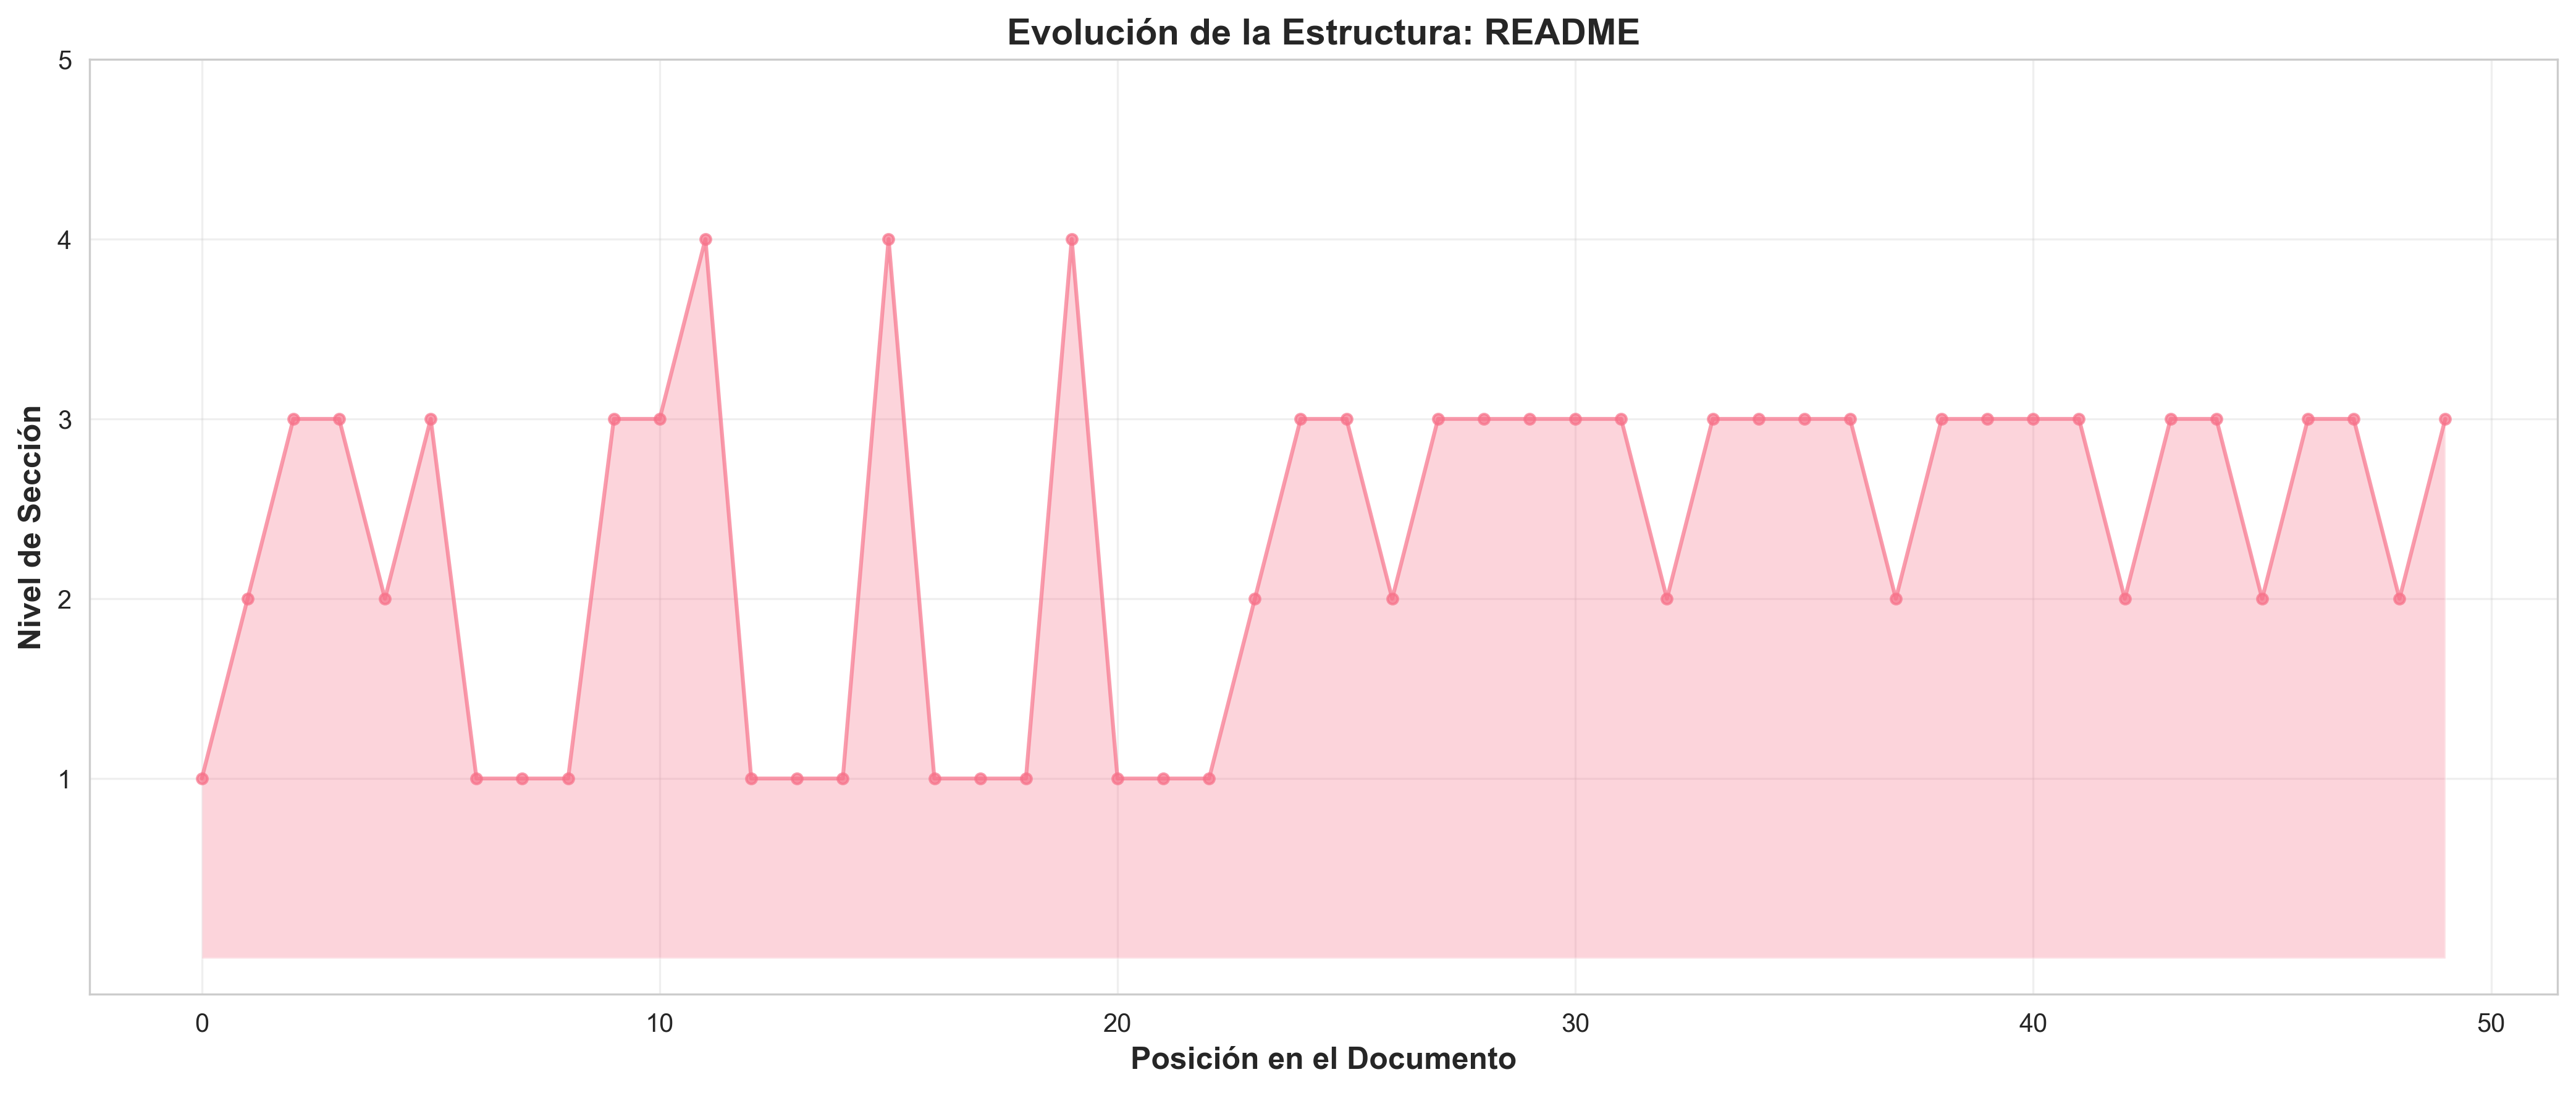 Evolución de la Estructura: README
Nivel de Sección
5
4
3
2
1
0 10 20 30 40 50
Posición en el Documento